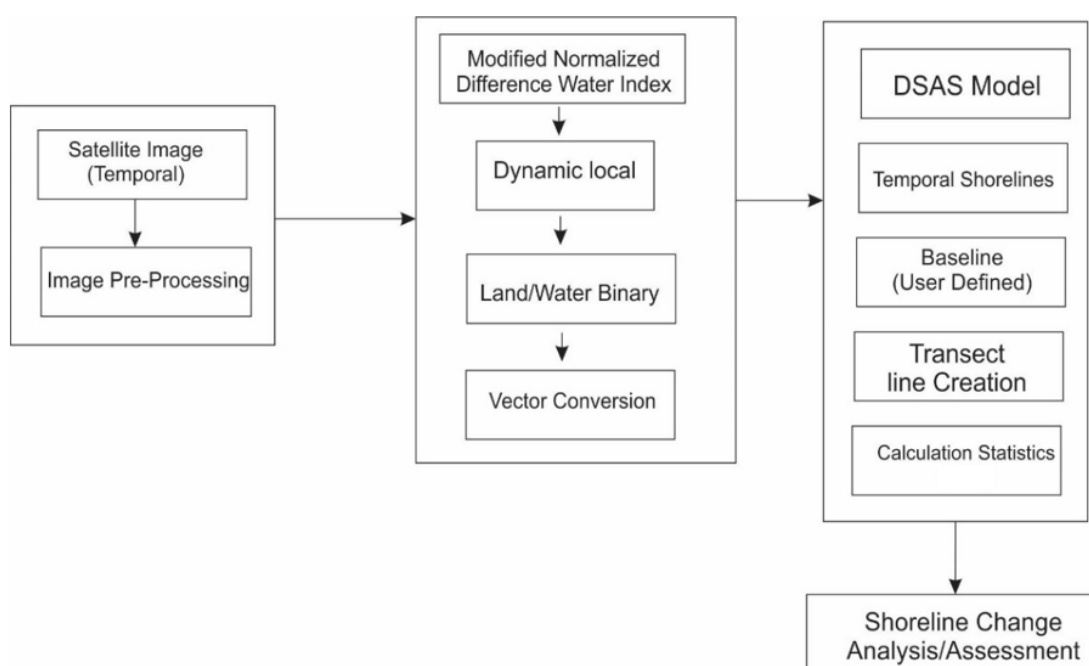 Satellite Image
(Temporal)
Image Pre-Processing
Modified Normalized
Difference Water Index
Dynamic local
Land/Water Binary
Vector Conversion
DSAS Model
Temporal Shorelines
Baseline
(User Defined)
Transect
line Creation
Calculation Statistics
Shoreline Change
Analysis/Assessment